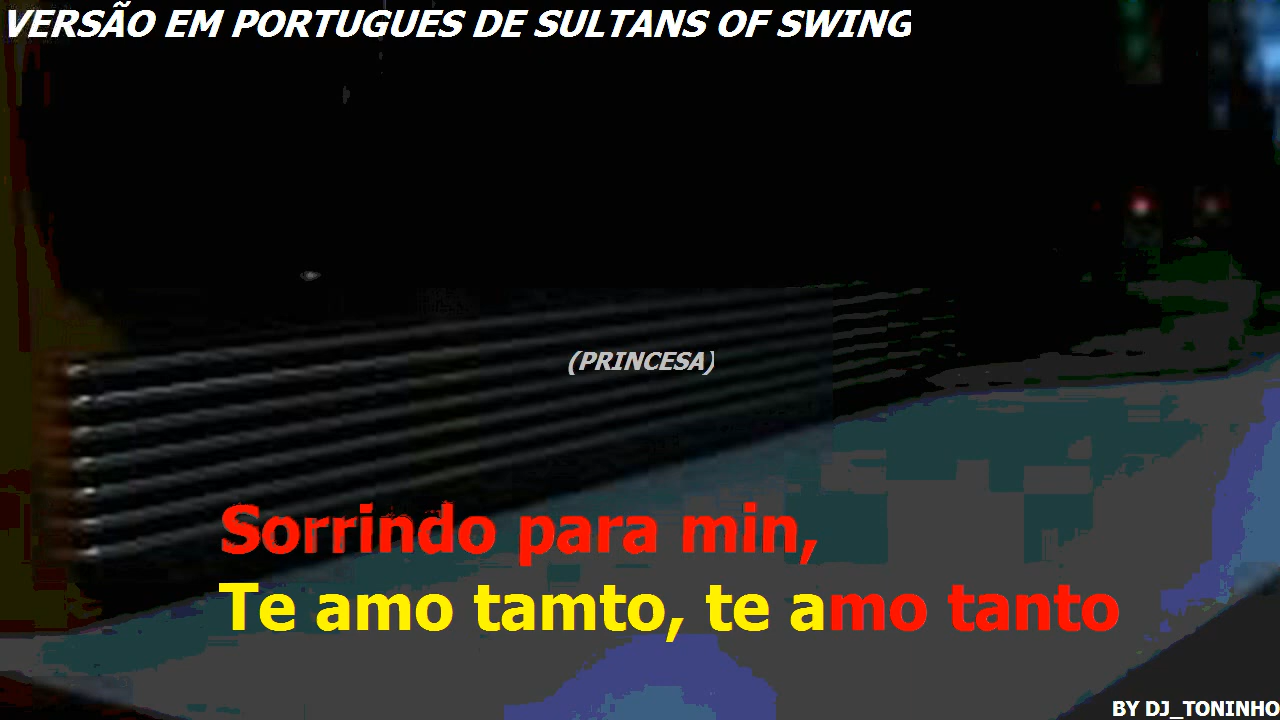 VERSÃO EM PORTUGUES DE SULTANS OF SWING
(PRINCESA)
Sorrindo para min,
Te amo tamto, te amo tanto
BY DJ_TONINHO